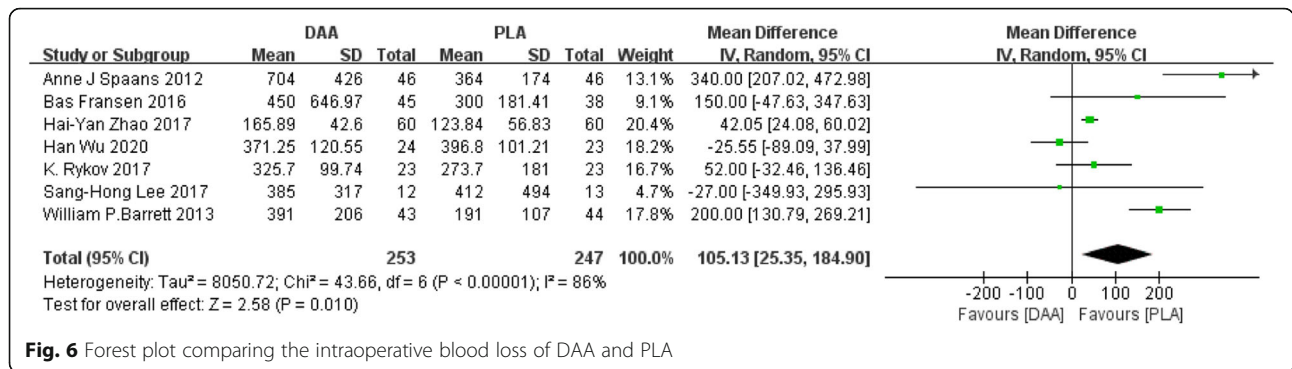 DAA PLA Mean Difference Mean Difference
Study or Subgroup Mean SD Total Mean SD Total Weight IV, Random, 95% CI IV, Random, 95% CI
Anne J Spaans 2012 704 426 46 364 174 46 13.1% 340.00 [207.02, 472.98]
Bas Fransen 2016 450 646.97 45 300 181.41 38 9.1% 150.00 [-47.63, 347.63]
Hai-Yan Zhao 2017 165.89 42.6 60 123.84 56.83 60 20.4% 42.05 [24.08, 60.02]
Han Wu 2020 371.25 120.55 24 396.8 101.21 23 18.2% -25.55 [-89.09, 37.99]
K. Rykov 2017 325.7 99.74 23 273.7 181 23 16.7% 52.00 [-32.46, 136.46]
Sang-Hong Lee 2017 385 317 12 412 494 13 4.7% -27.00 [-349.93, 295.93]
William P.Barrett 2013 391 206 43 191 107 44 17.8% 200.00 [130.79, 269.21]
Total (95% CI) 253 247 100.0% 105.13 [25.35, 184.90]
Heterogeneity: Tau² = 8050.72; Chi² = 43.66, df = 6 (P < 0.00001); I² = 86%
Test for overall effect: Z = 2.58 (P = 0.010)
-200 -100 0 100 200
Favours [DAA] Favours [PLA]
Fig. 6 Forest plot comparing the intraoperative blood loss of DAA and PLA